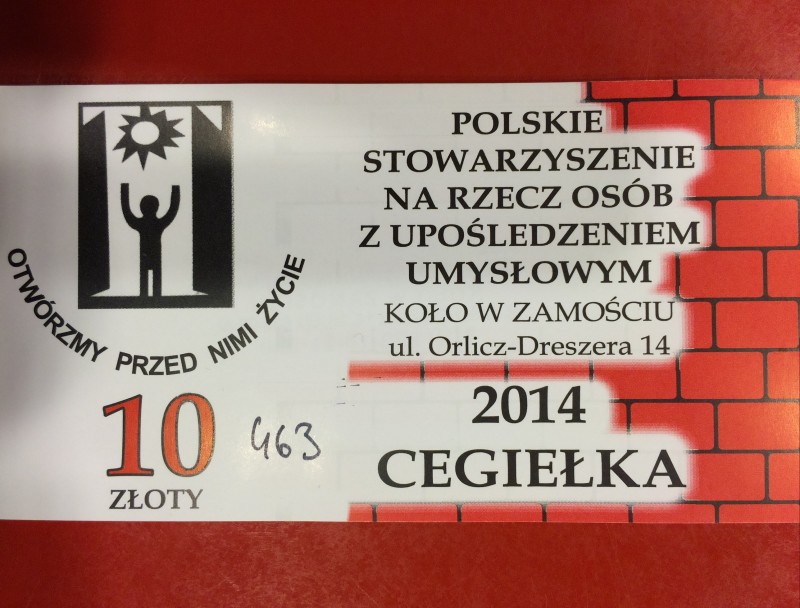 OTWÓRZMY PRZED NIMI ŻYCIE
10
ZŁOTY
463
POLSKIE
STOWARZYSZENIE
NA RZECZ OSÓB
Z UPOŚLEDZENIEM
UMYSŁOWYM
KOŁO W ZAMOŚCIU
ul. Orlicz-Dreszera 14
2014
CEGIEŁKA